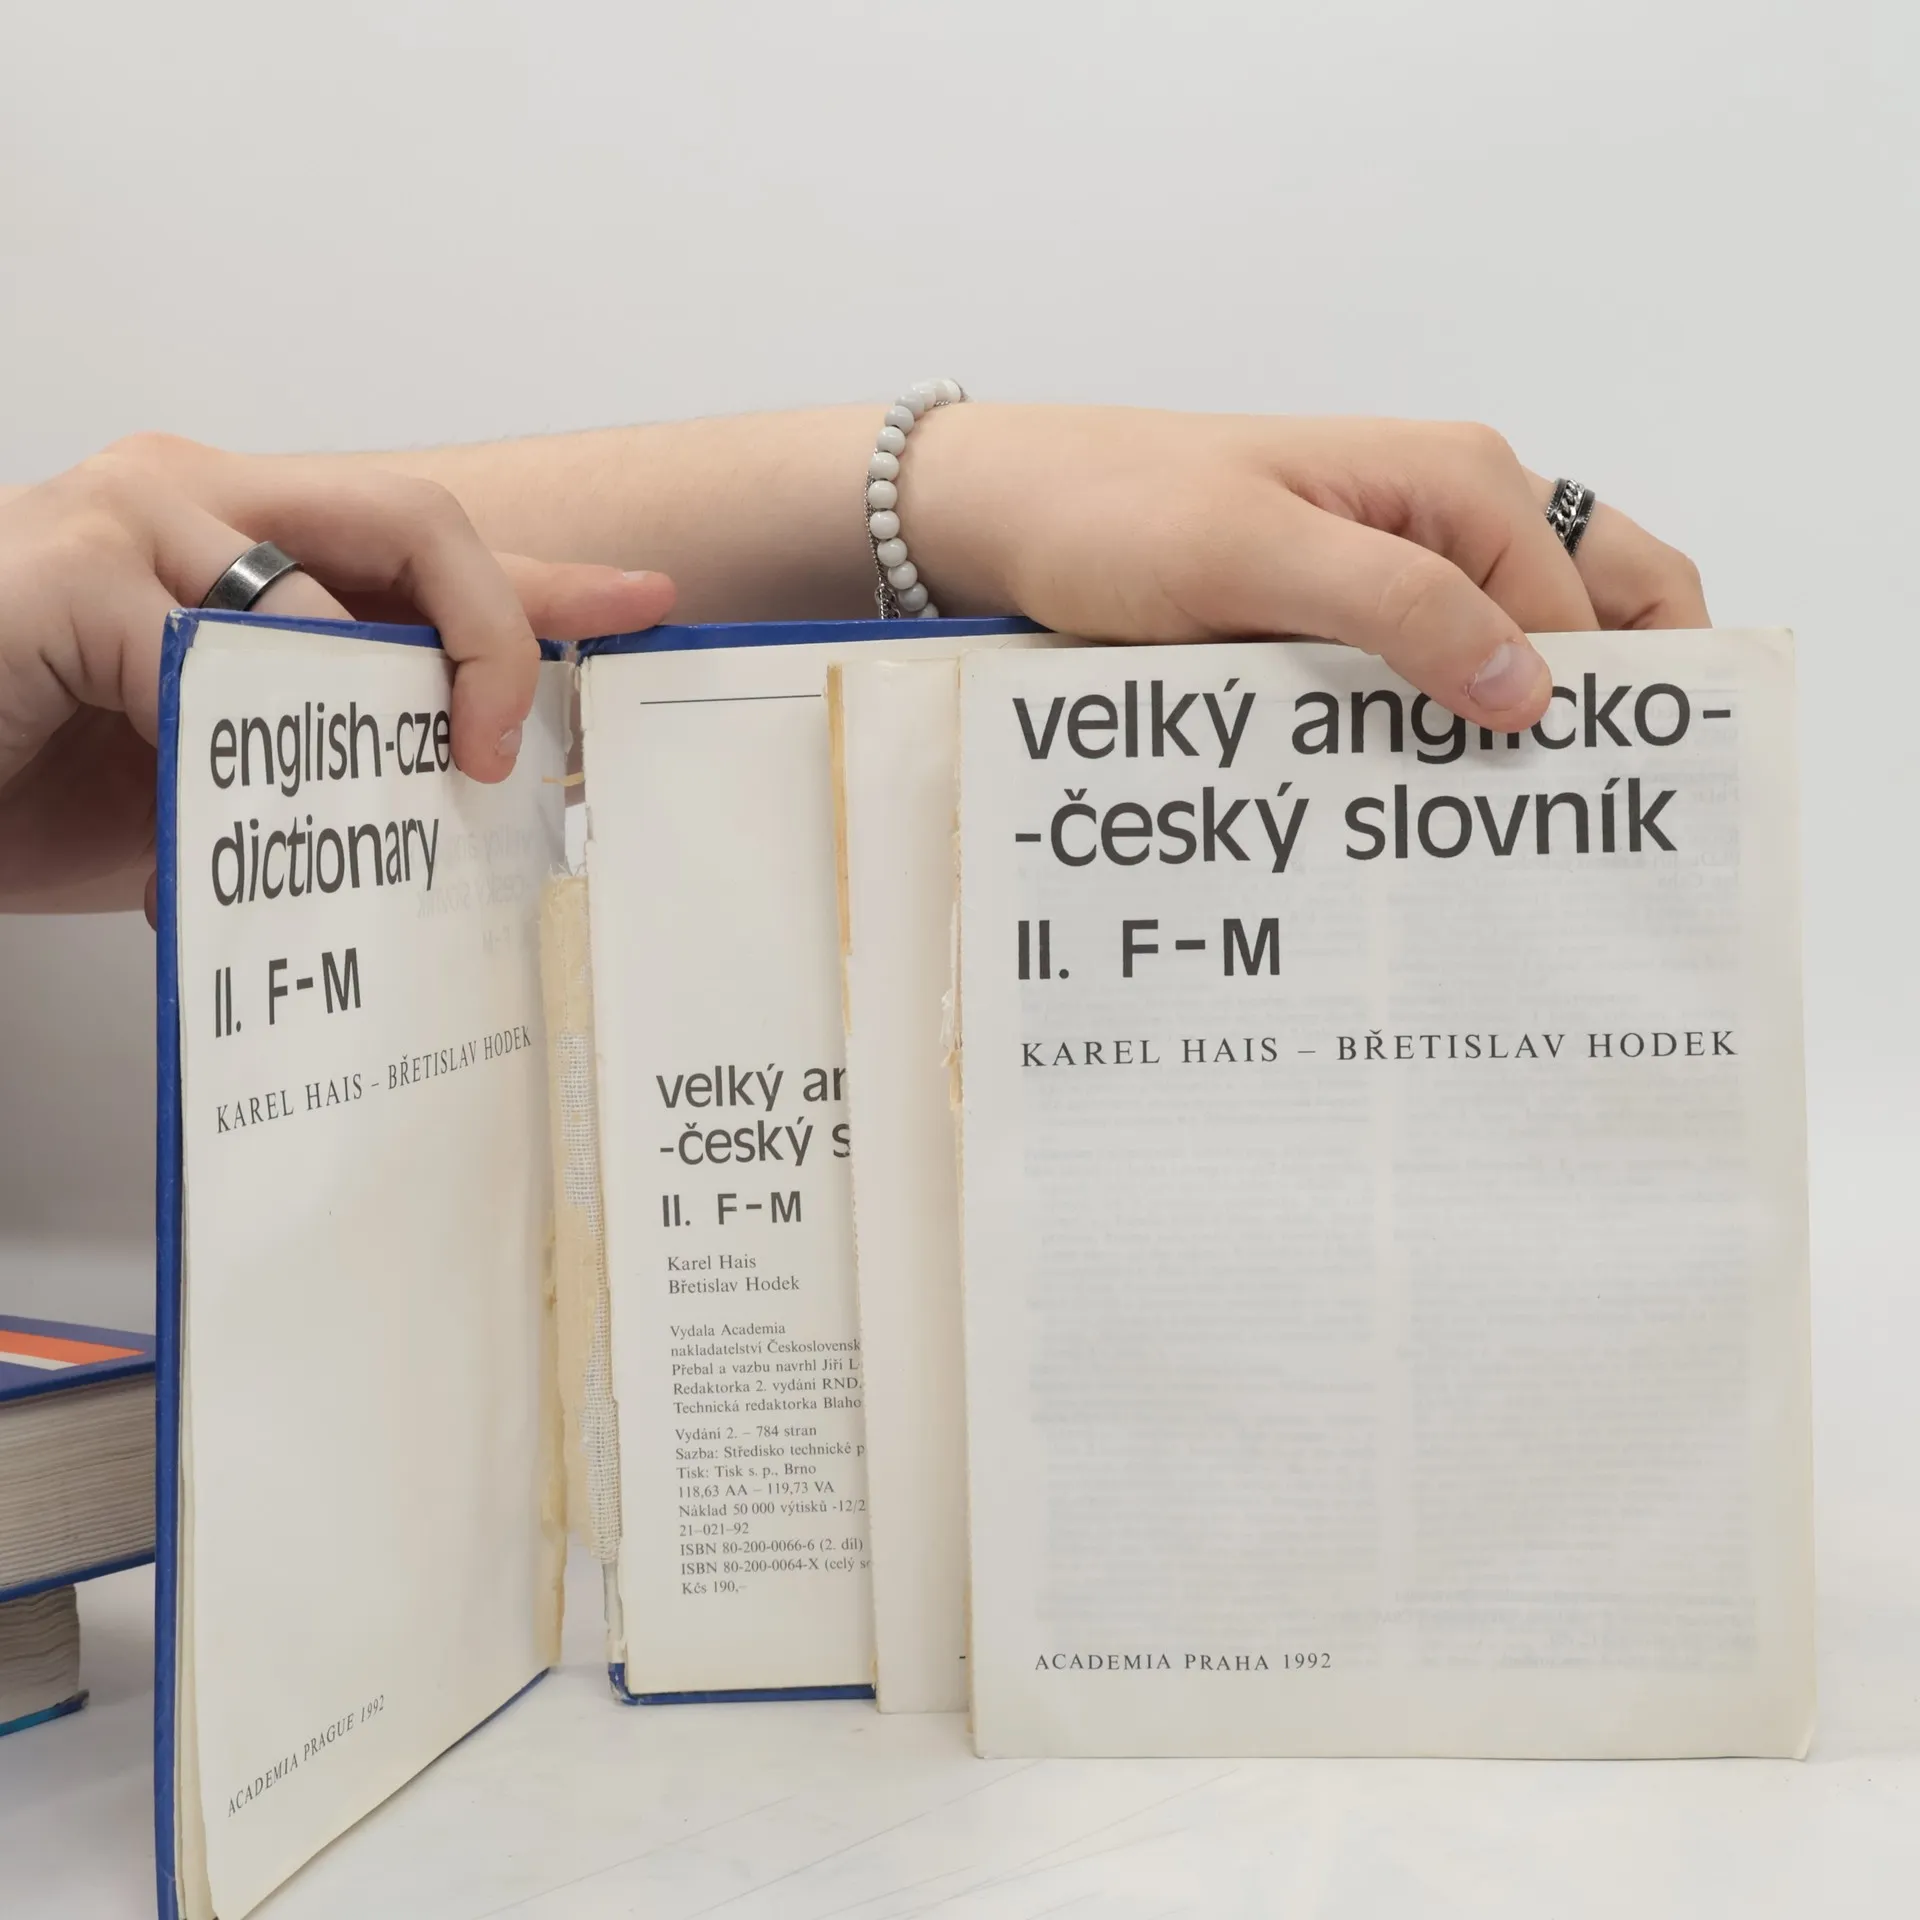 english-cze
dictionary
II. F–M
KAREL HAIS – BŘETISLAV HODEK
ACADEMIA PRAGUE 1992
velký ar
-český s
II. F–M
Karel Hais
Břetislav Hodek
Vydala Academia
nakladatelství Československ
Přebal a vazbu navrhl Jiří L
Redaktorka 2. vydání RND.
Technická redaktorka Blaho
Vydání 2. – 784 stran
Sazba: Středisko technické p
Tisk: Tisk s. p., Brno
118,63 AA – 119,73 VA
Náklad 50 000 výtisků -12/2
21–021–92
ISBN 80-200-0066-6 (2. díl)
ISBN 80-200-0064-X (celý s
Kčs 190,–
velký anglicko-
-český slovník
II. F–M
KAREL HAIS – BŘETISLAV HODEK
ACADEMIA PRAHA 1992